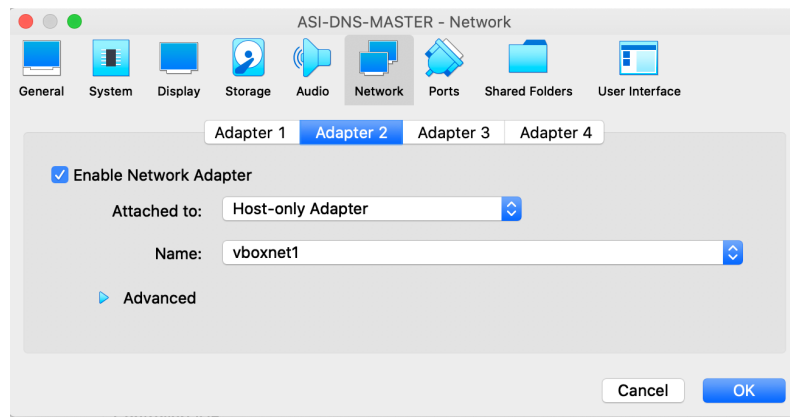 ASI-DNS-MASTER - Network
General System Display Storage Audio Network Ports Shared Folders User Interface
Adapter 1 Adapter 2 Adapter 3 Adapter 4
Enable Network Adapter
Attached to: Host-only Adapter
Name: vboxnet1
Advanced
Cancel OK